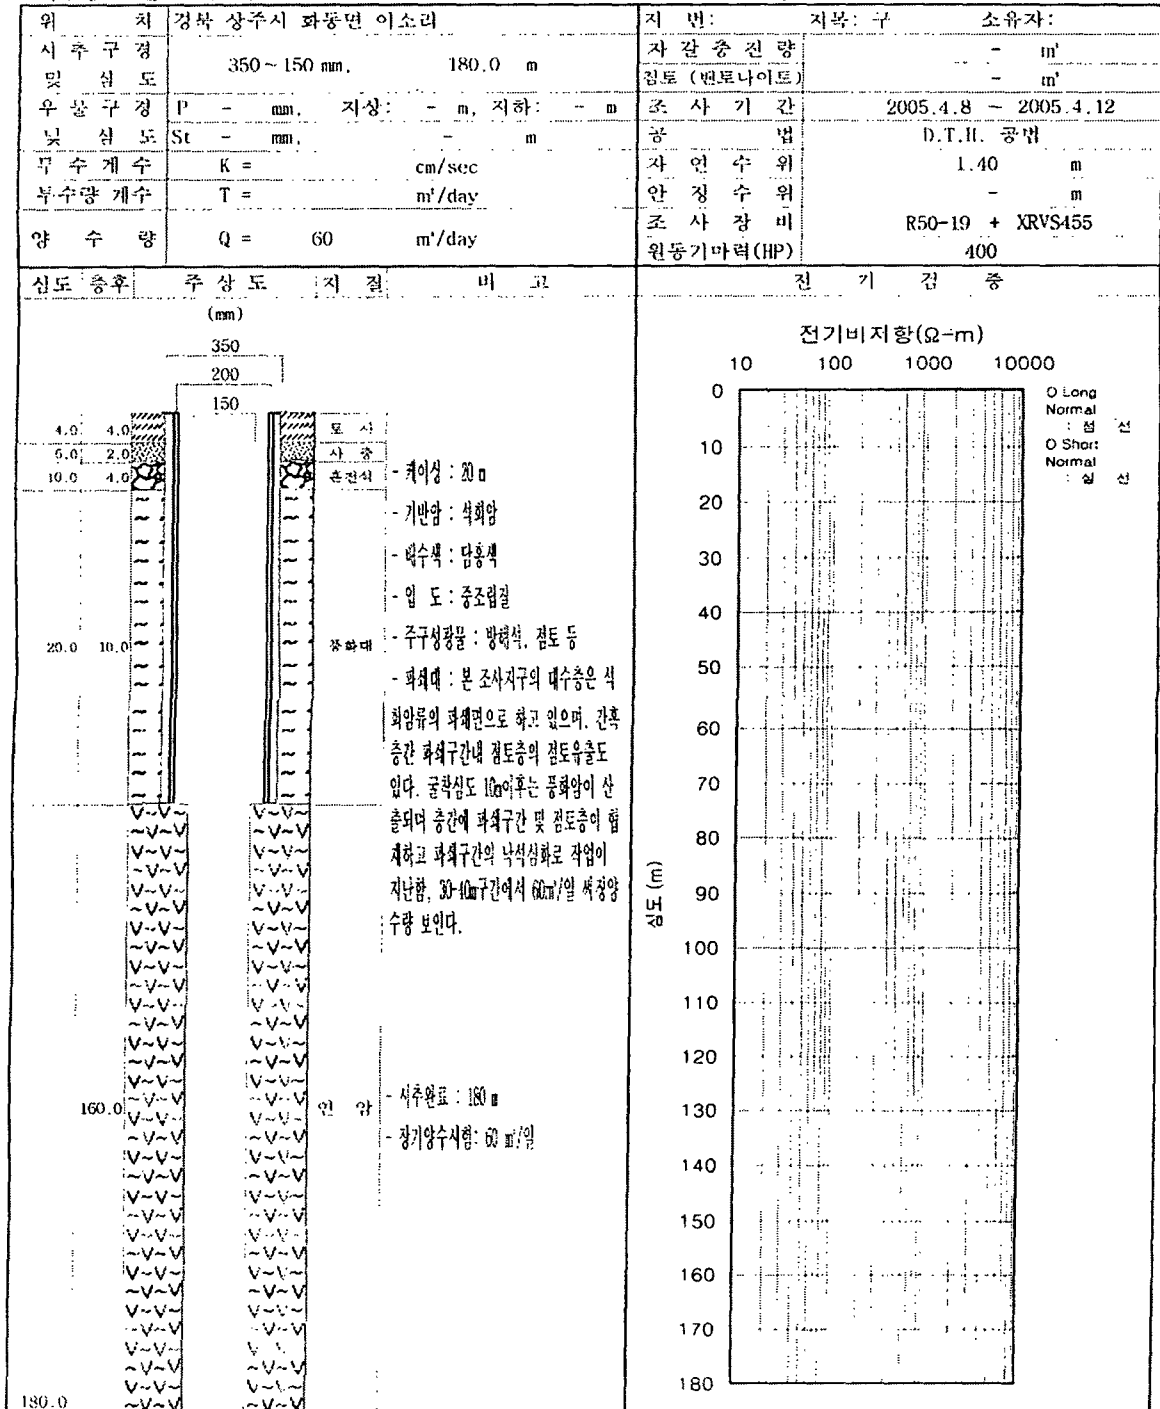 위 치 경북 상주시 화동면 이소리
시 추 구 경
및 심 도 350~150 mm, 180.0 m
우 물 구 경 P - mm, 지상: - m, 지하: - m
및 심 도 St - mm, - m
투 수 계 수 K = cm/sec
투수량 계수 T = m²/day
양 수 량 Q = 60 m³/day
지 번: 지목: 구 소유자:
자 갈 충 진 량 - m³
점토 (벤토나이트) - m³
조 사 기 간 2005.4.8 ~ 2005.4.12
공 법 D.T.H. 공법
자 연 수 위 1.40 m
안 정 수 위 - m
조 사 장 비 R50-19 + XRVS455
원동기마력(HP) 400
심도 층후 주 상 도 지 질 비 고
(mm)
350
200
150
4.0 4.0 토 사
6.0 2.0 사 층
10.0 4.0 혼전석
20.0 10.0 풍화대
160.0 연 암
180.0
- 케이싱 : 20 m
- 기반암 : 석회암
- 배수색 : 담홍색
- 입 도 : 중조립질
- 주구성광물 : 방해석, 점토 등
- 파쇄대 : 본 조사지구의 대수층은 석
회암류의 파쇄면으로 하고 있으며, 간혹
층간 파쇄구간내 점토층의 점토유출도
있다. 굴착심도 10m이후는 풍화암이 산
출되며 층간에 파쇄구간 및 점토층이 협
재하고 파쇄구간의 낙석심화로 작업이
지난함, 30-40m구간에서 60m³/일 써징양
수량 보인다.
- 시추완료 : 180 m
- 장기양수시험: 60 m³/일
전 기 검 층
전기비저항(Ω-m)
10 100 1000 10000
O Long
Normal
: 점 선
O Short
Normal
: 실 선
심도 (m)
0
10
20
30
40
50
60
70
80
90
100
110
120
130
140
150
160
170
180